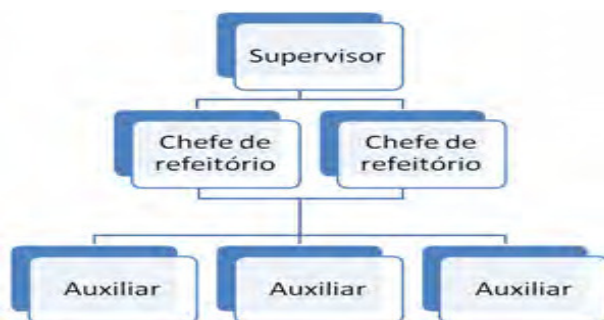 Supervisor
Chefe de
refeitório
Chefe de
refeitório
Auxiliar
Auxiliar
Auxiliar